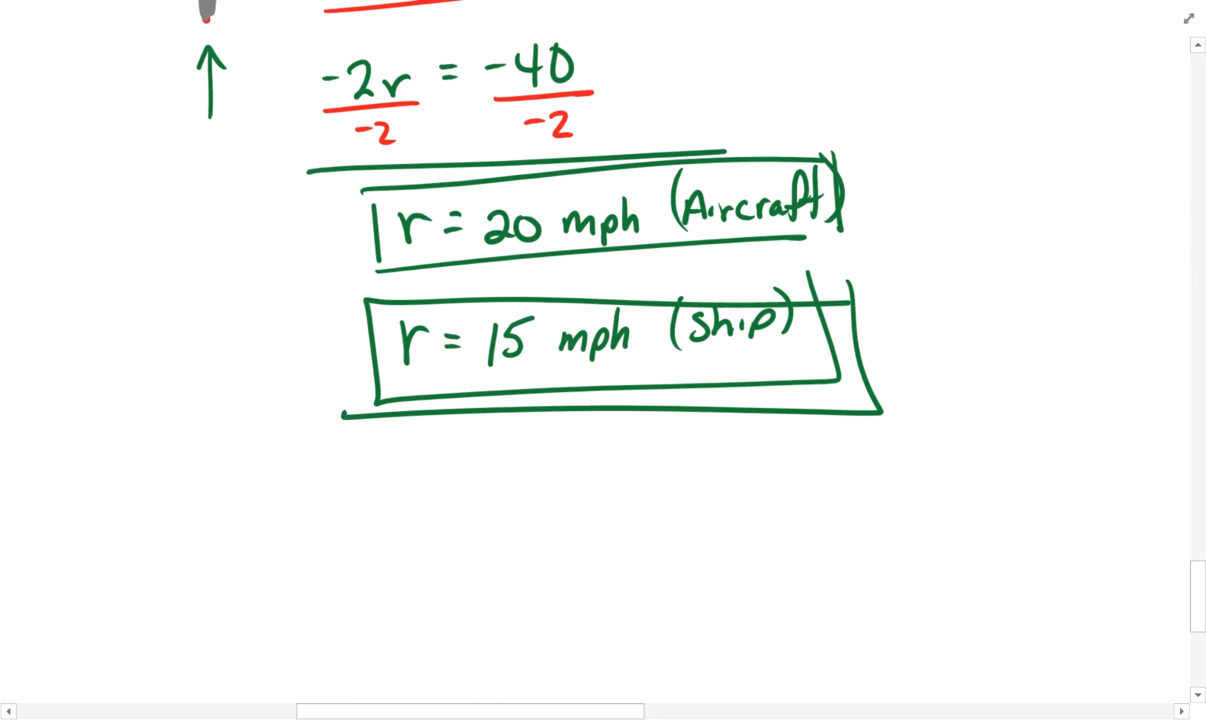 -2r = -40
-2 -2
r = 20 mph (Aircraft)
r = 15 mph (ship)